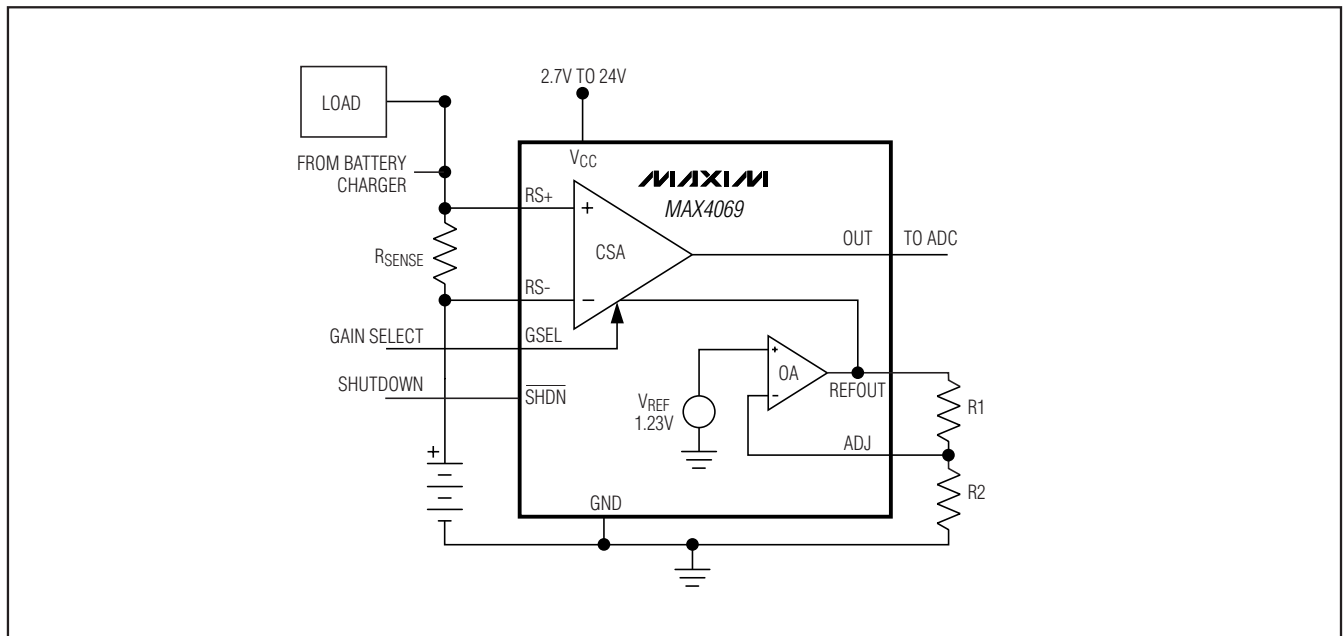 2.7V TO 24V
LOAD
FROM BATTERY
CHARGER
VCC
MAXIM
MAX4069
RS+
+
OUT
TO ADC
RSENSE
CSA
RS-
−
GAIN SELECT
GSEL
SHUTDOWN
SHDN
+
OA
−
REFOUT
VREF
1.23V
R1
ADJ
+
R2
GND